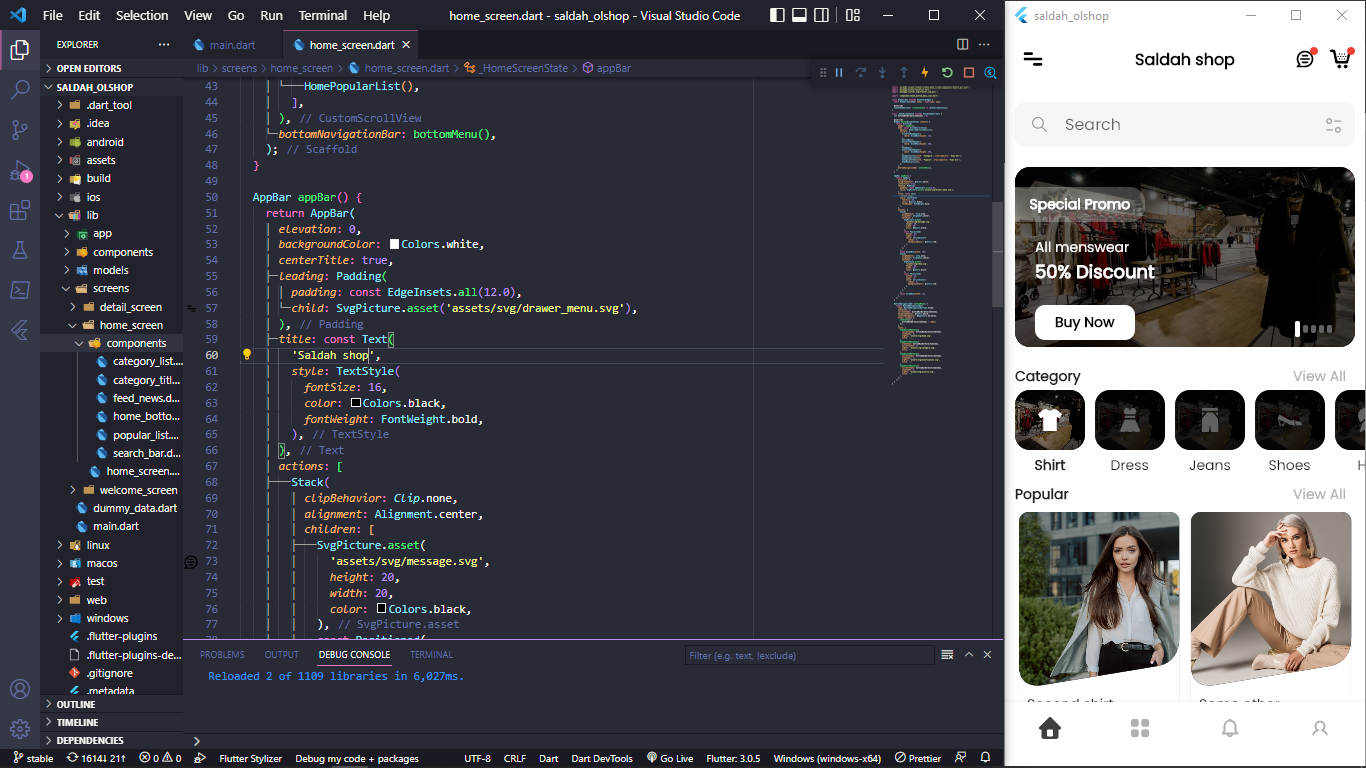 File Edit Selection View Go Run Terminal Help
home_screen.dart - saldah_olshop - Visual Studio Code
EXPLORER
OPEN EDITORS
SALDAH_OLSHOP
.dart_tool
.idea
android
assets
build
ios
lib
app
components
models
screens
detail_screen
home_screen
components
category_list....
category_titl...
feed_news.d...
home_botto...
popular_list....
search_bar.d...
home_screen....
welcome_screen
dummy_data.dart
main.dart
linux
macos
test
web
windows
.flutter-plugins
.flutter-plugins-de...
.gitignore
.metadata
OUTLINE
TIMELINE
DEPENDENCIES
1
main.dart
home_screen.dart
lib > screens > home_screen > home_screen.dart > _HomeScreenState > appBar
43 HomePopularList(),
44 ],
45 ), // CustomScrollView
46 bottomNavigationBar: bottomMenu(),
47 ); // Scaffold
48 }
49
50 AppBar appBar() {
51 return AppBar(
52 elevation: 0,
53 backgroundColor: Colors.white,
54 centerTitle: true,
55 leading: Padding(
56 padding: const EdgeInsets.all(12.0),
57 child: SvgPicture.asset('assets/svg/drawer_menu.svg'),
58 ), // Padding
59 title: const Text(
60 'Saldah shop',
61 style: TextStyle(
62 fontSize: 16,
63 color: Colors.black,
64 fontWeight: FontWeight.bold,
65 ), // TextStyle
66 ), // Text
67 actions: [
68 Stack(
69 clipBehavior: Clip.none,
70 alignment: Alignment.center,
71 children: [
72 SvgPicture.asset(
73 'assets/svg/message.svg',
74 height: 20,
75 width: 20,
76 color: Colors.black,
77 ), // SvgPicture.asset
78 const Positioned(
PROBLEMS OUTPUT DEBUG CONSOLE TERMINAL
Filter (e.g. text, !exclude)
Reloaded 2 of 1109 libraries in 6,027ms.
stable 1614↓ 21↑ 0 0 Flutter Stylizer Debug my code + packages UTF-8 CRLF Dart Dart DevTools Go Live Flutter: 3.0.5 Windows (windows-x64) Prettier
saldah_olshop
Saldah shop
Search
Special Promo
All menswear
50% Discount
Buy Now
Category View All
Shirt Dress Jeans Shoes
Popular View All
Second shirt Some other